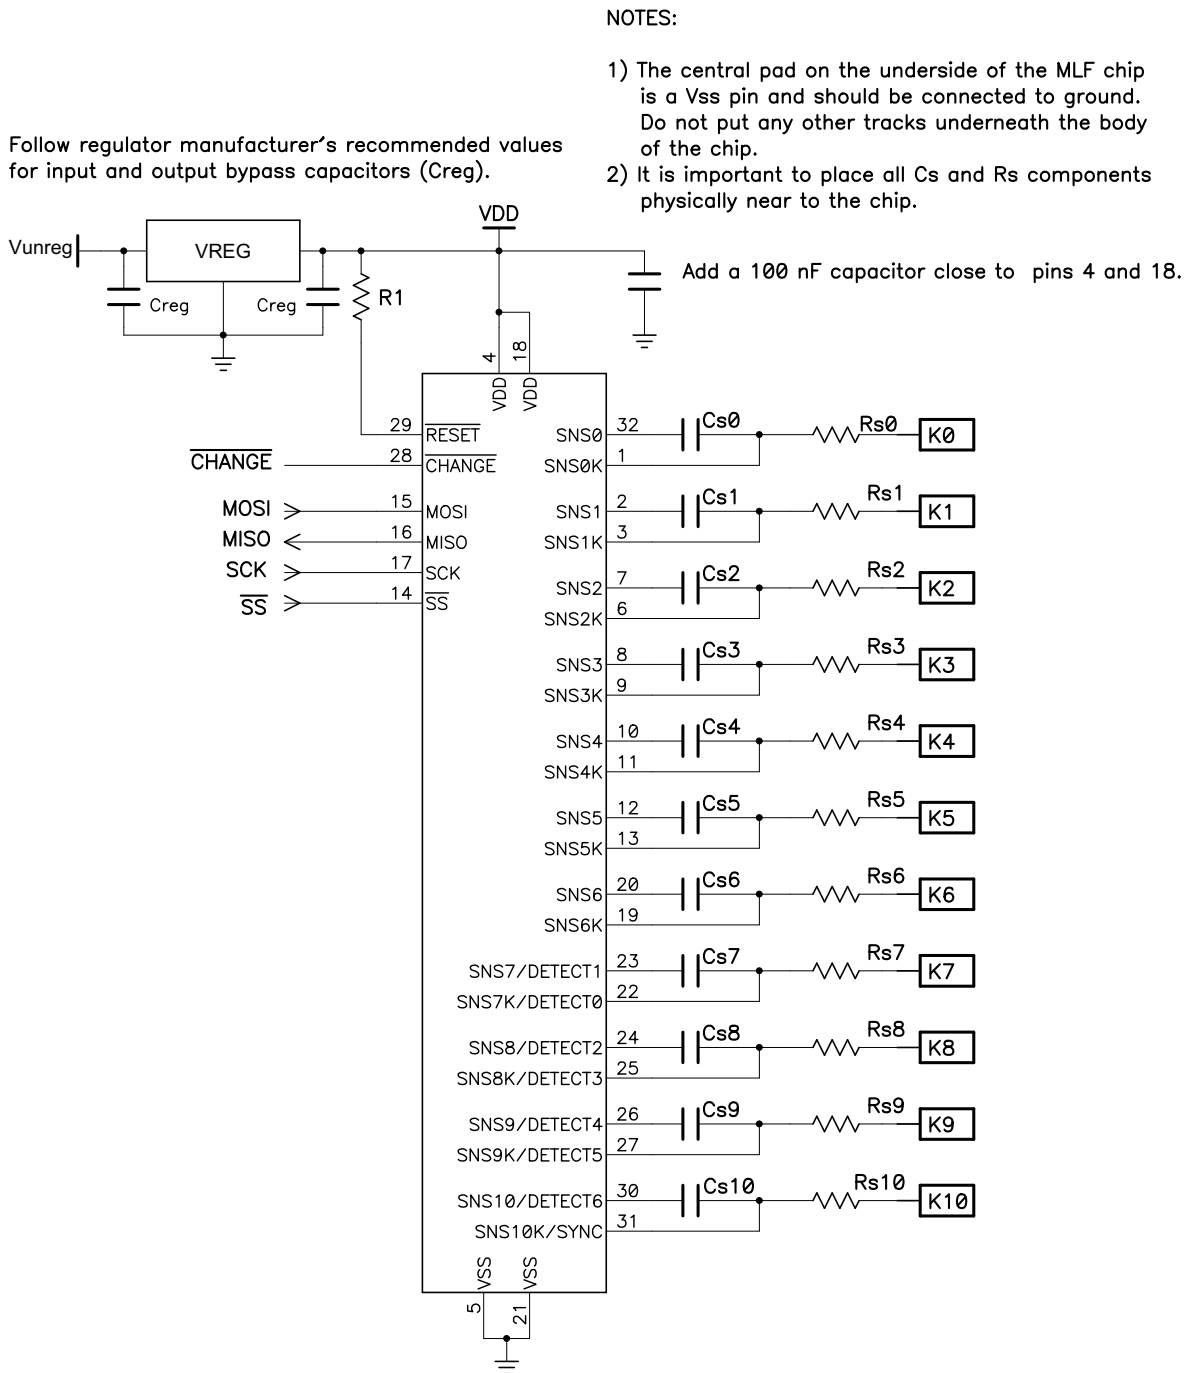 NOTES:
1) The central pad on the underside of the MLF chip
is a Vss pin and should be connected to ground.
Do not put any other tracks underneath the body
of the chip.
2) It is important to place all Cs and Rs components
physically near to the chip.
Follow regulator manufacturer's recommended values
for input and output bypass capacitors (Creg).
VDD
Vunreg
VREG
Creg
Creg
R1
Add a 100 nF capacitor close to pins 4 and 18.
4
18
VDD
VDD
29
RESET
CHANGE
28
CHANGE
MOSI
15
MOSI
MISO
16
MISO
SCK
17
SCK
SS
14
SS
SNS0
32
Cs0
Rs0
K0
SNS0K
1
SNS1
2
Cs1
Rs1
K1
SNS1K
3
SNS2
7
Cs2
Rs2
K2
SNS2K
6
SNS3
8
Cs3
Rs3
K3
SNS3K
9
SNS4
10
Cs4
Rs4
K4
SNS4K
11
SNS5
12
Cs5
Rs5
K5
SNS5K
13
SNS6
20
Cs6
Rs6
K6
SNS6K
19
SNS7/DETECT1
23
Cs7
Rs7
K7
SNS7K/DETECT0
22
SNS8/DETECT2
24
Cs8
Rs8
K8
SNS8K/DETECT3
25
SNS9/DETECT4
26
Cs9
Rs9
K9
SNS9K/DETECT5
27
SNS10/DETECT6
30
Cs10
Rs10
K10
SNS10K/SYNC
31
VSS
VSS
5
21